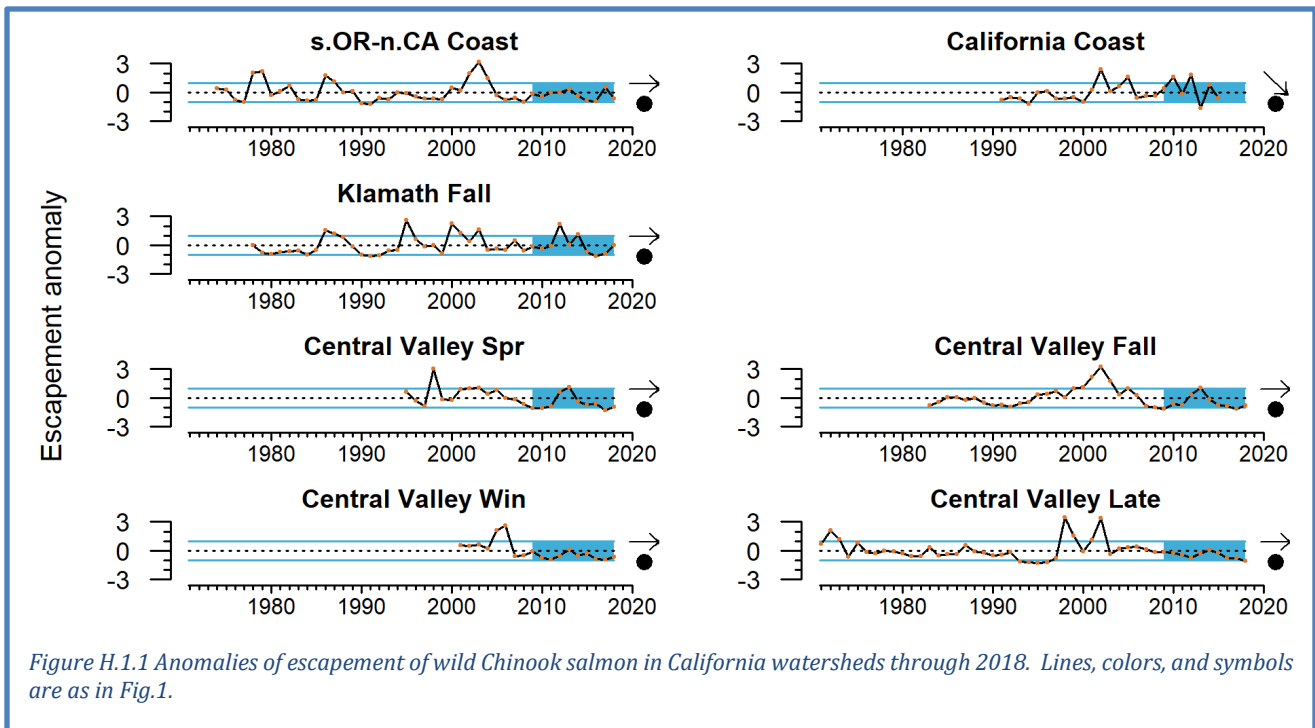 s.OR-n.CA Coast
3
0
-3
1980 1990 2000 2010 2020
California Coast
3
0
-3
1980 1990 2000 2010 2020
Klamath Fall
3
0
-3
1980 1990 2000 2010 2020
Escapement anomaly
Central Valley Spr
3
0
-3
1980 1990 2000 2010 2020
Central Valley Fall
3
0
-3
1980 1990 2000 2010 2020
Central Valley Win
3
0
-3
1980 1990 2000 2010 2020
Central Valley Late
3
0
-3
1980 1990 2000 2010 2020
Figure H.1.1 Anomalies of escapement of wild Chinook salmon in California watersheds through 2018. Lines, colors, and symbols
are as in Fig.1.